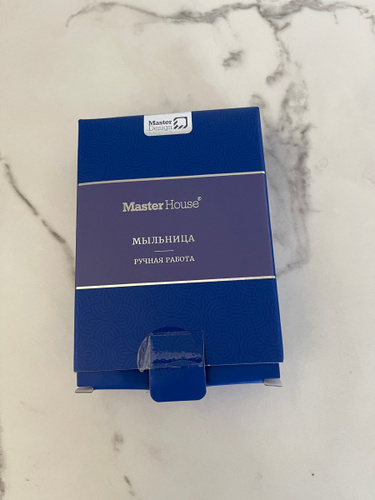 Master
Design
Master House®
МЫЛЬНИЦА
РУЧНАЯ РАБОТА